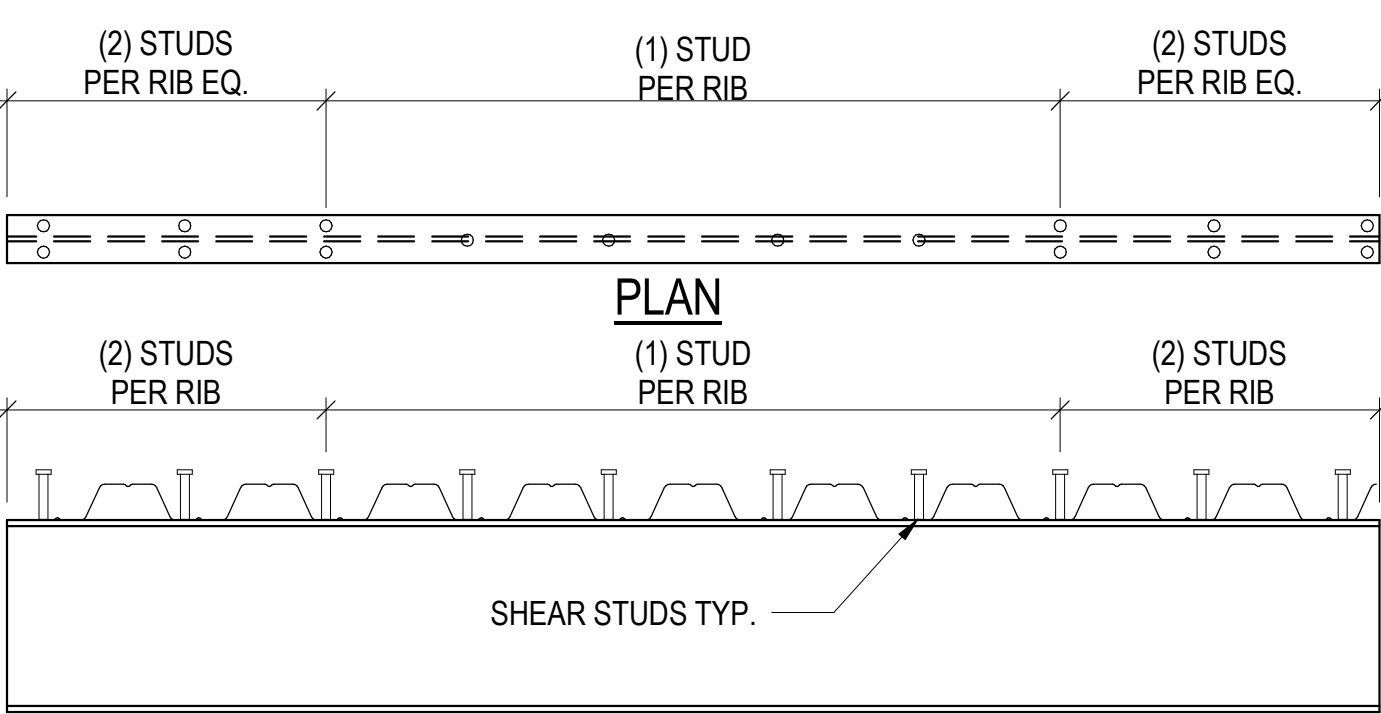 (2) STUDS
PER RIB EQ.
(1) STUD
PER RIB
(2) STUDS
PER RIB EQ.
PLAN
(2) STUDS
PER RIB
(1) STUD
PER RIB
(2) STUDS
PER RIB
SHEAR STUDS TYP.